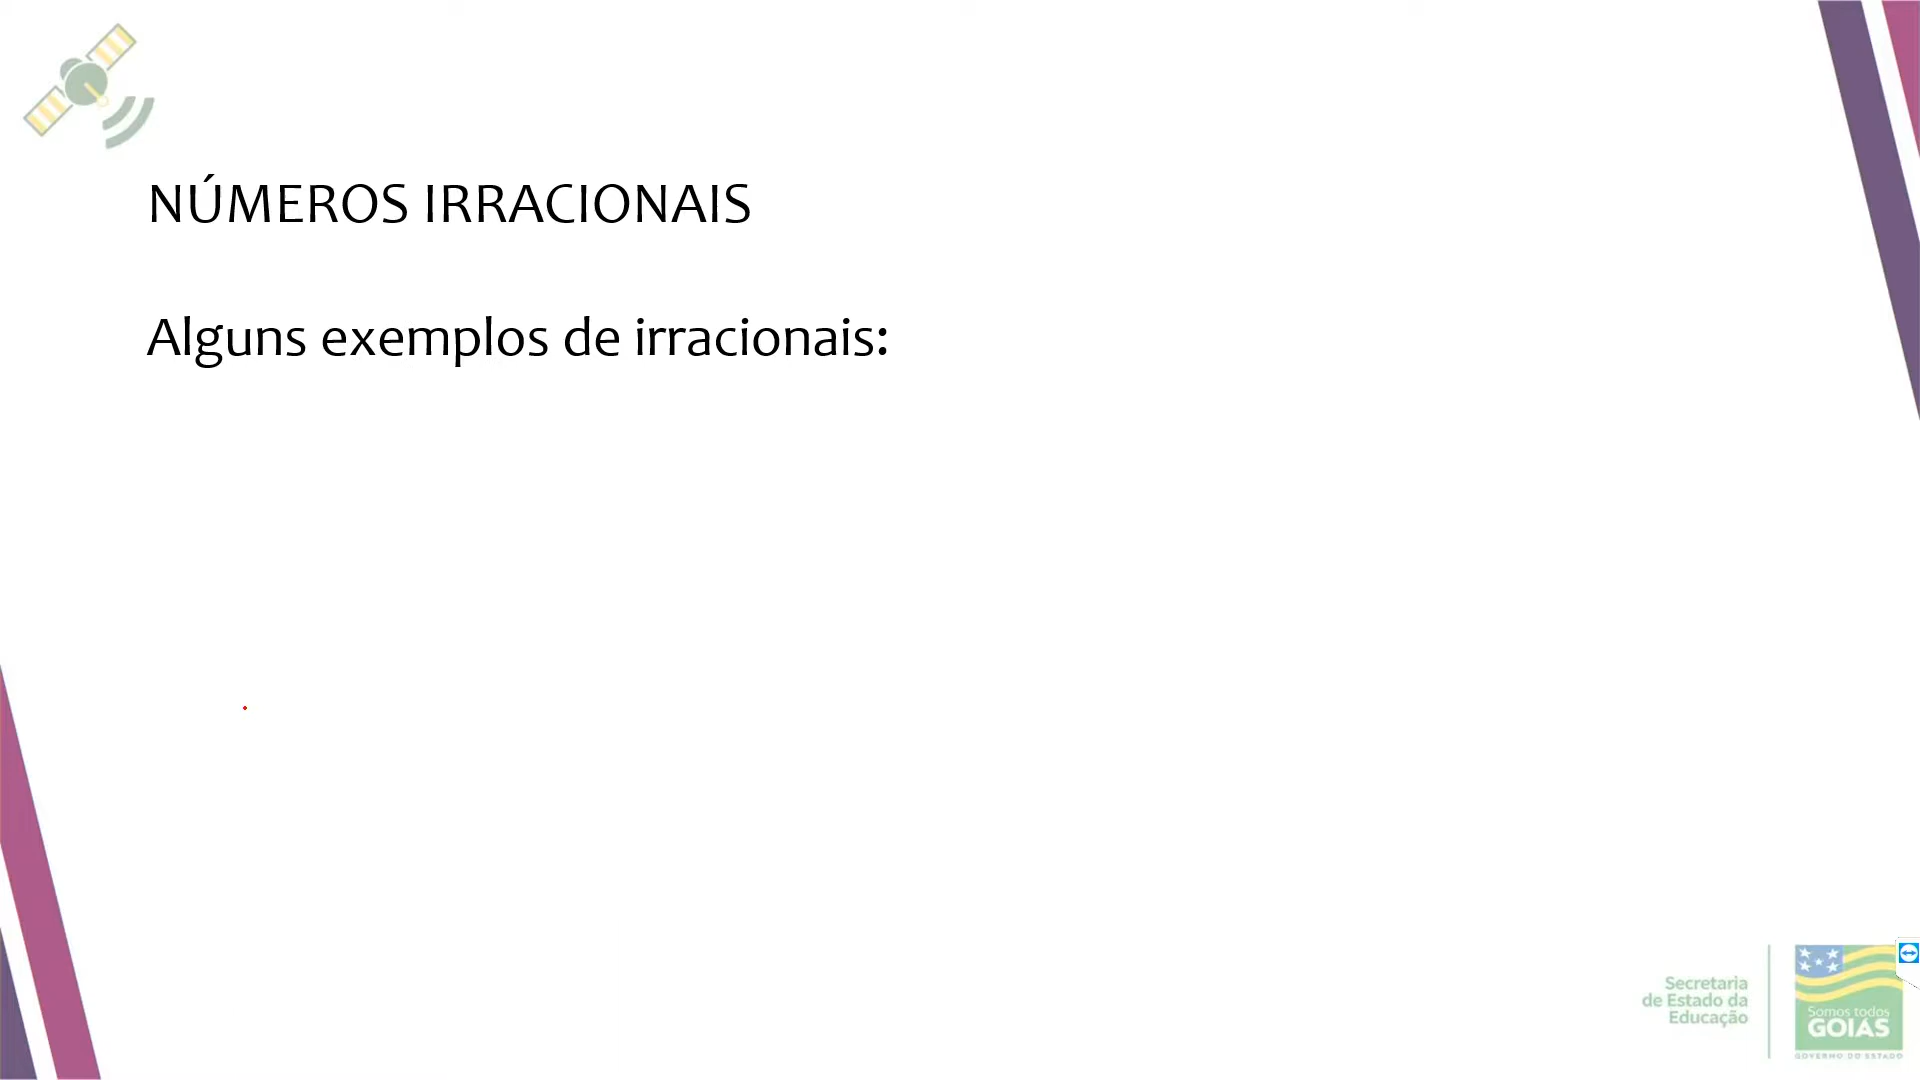 NÚMEROS IRRACIONAIS
Alguns exemplos de irracionais:
Secretaria
de Estado da
Educação
Somos todos
GOIÁS
GOVERNO DO ESTADO